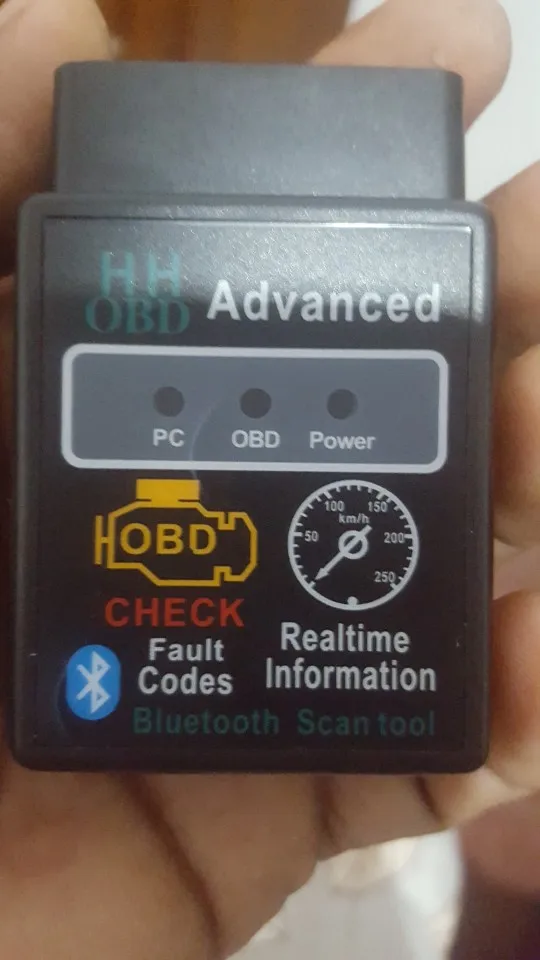 HH
OBD Advanced
PC OBD Power
OBD
CHECK
50 100 150 200 250
km/h
Fault
Codes
Realtime
Information
Bluetooth Scan tool